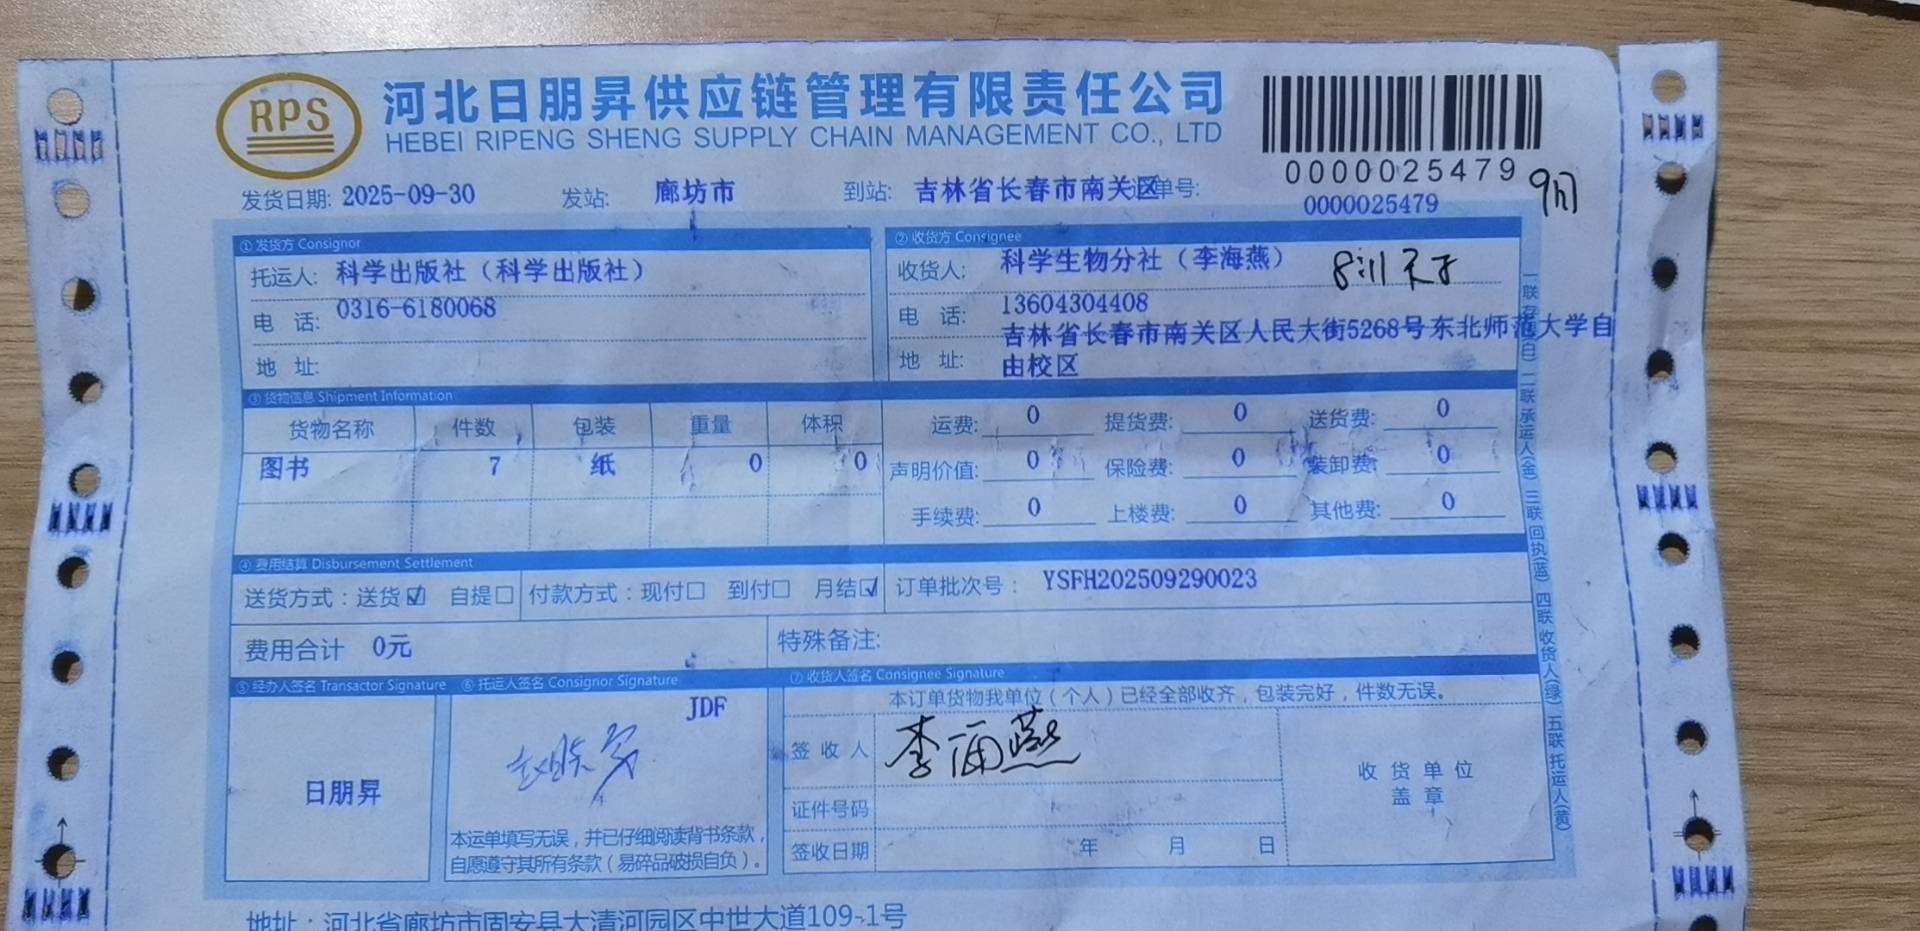 RPS
河北日朋昇供应链管理有限责任公司
HEBEI RIPENG SHENG SUPPLY CHAIN MANAGEMENT CO., LTD
0000025479
发货日期: 2025-09-30 发站: 廊坊市 到站: 吉林省长春市南关区 单号: 0000025479
① 发货方 Consignor
托运人: 科学出版社（科学出版社）
电 话: 0316-6180068
地 址:
② 收货方 Consignee
收货人: 科学生物分社（李海燕）
电 话: 13604304408
地 址: 吉林省长春市南关区人民大街5268号东北师范大学自
由校区
③ 货物信息 Shipment Information
货物名称 件数 包装 重量 体积
图书 7 纸 0 0
运费: 0 提货费: 0 送货费: 0
声明价值: 0 保险费: 0 装卸费: 0
手续费: 0 上楼费: 0 其他费: 0
④ 费用结算 Disbursement Settlement
送货方式：送货☑ 自提☐ 付款方式：现付☐ 到付☐ 月结☑ 订单批次号： YSFH202509290023
费用合计 0元 特殊备注:
⑤ 经办人签名 Transactor Signature
日朋昇
⑥ 托运人签名 Consignor Signature
JDF
本运单填写无误，并已仔细阅读背书条款，
自愿遵守其所有条款（易碎品破损自负）。
⑦ 收货人签名 Consignee Signature
本订单货物我单位（个人）已经全部收齐，包装完好，件数无误。
签 收 人 李海燕
证件号码
签收日期 年 月 日
收 货 单 位
盖 章
二联承运人(金) 三联回执(蓝) 四联收货人(绿) 五联托运人(黄)
地址：河北省廊坊市固安县大清河园区中世大道109-1号